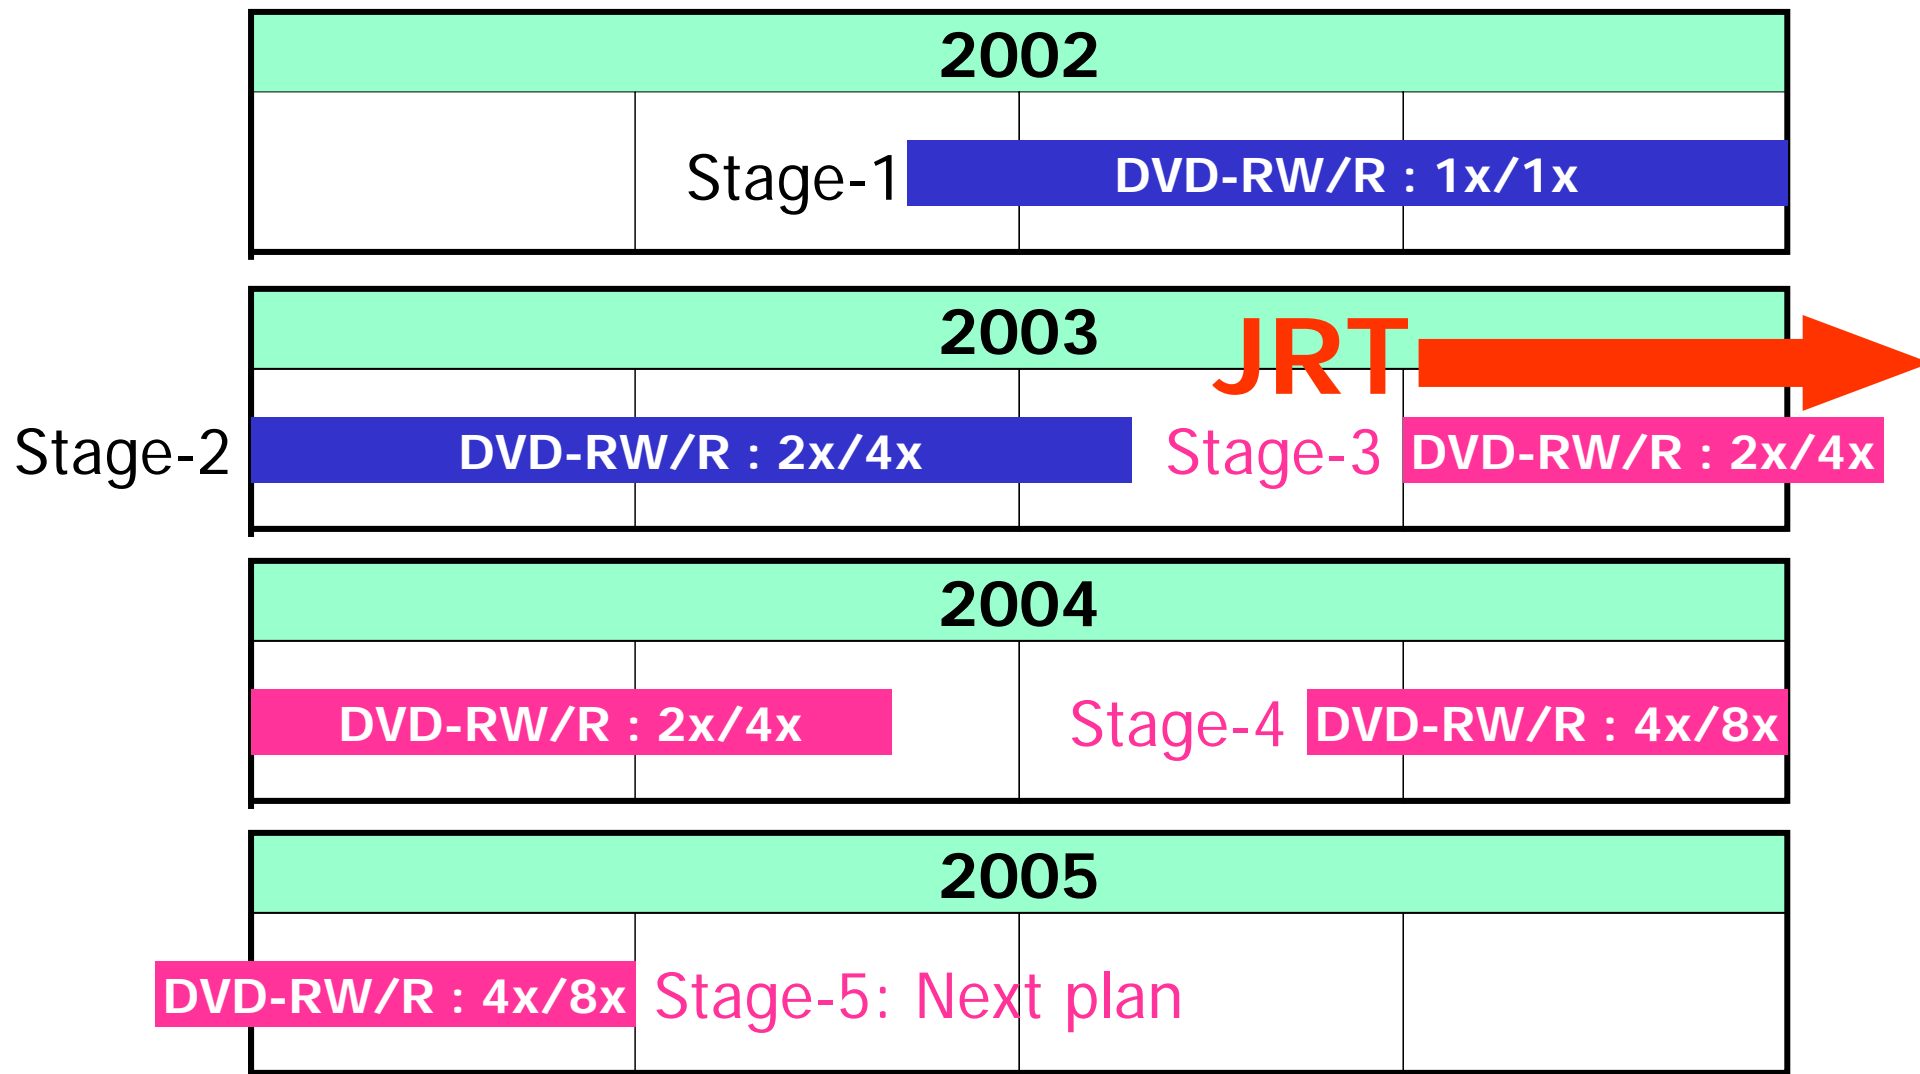 2002
Stage-1 DVD-RW/R : 1x/1x
2003
JRT
Stage-2 DVD-RW/R : 2x/4x Stage-3 DVD-RW/R : 2x/4x
2004
DVD-RW/R : 2x/4x Stage-4 DVD-RW/R : 4x/8x
2005
DVD-RW/R : 4x/8x Stage-5: Next plan